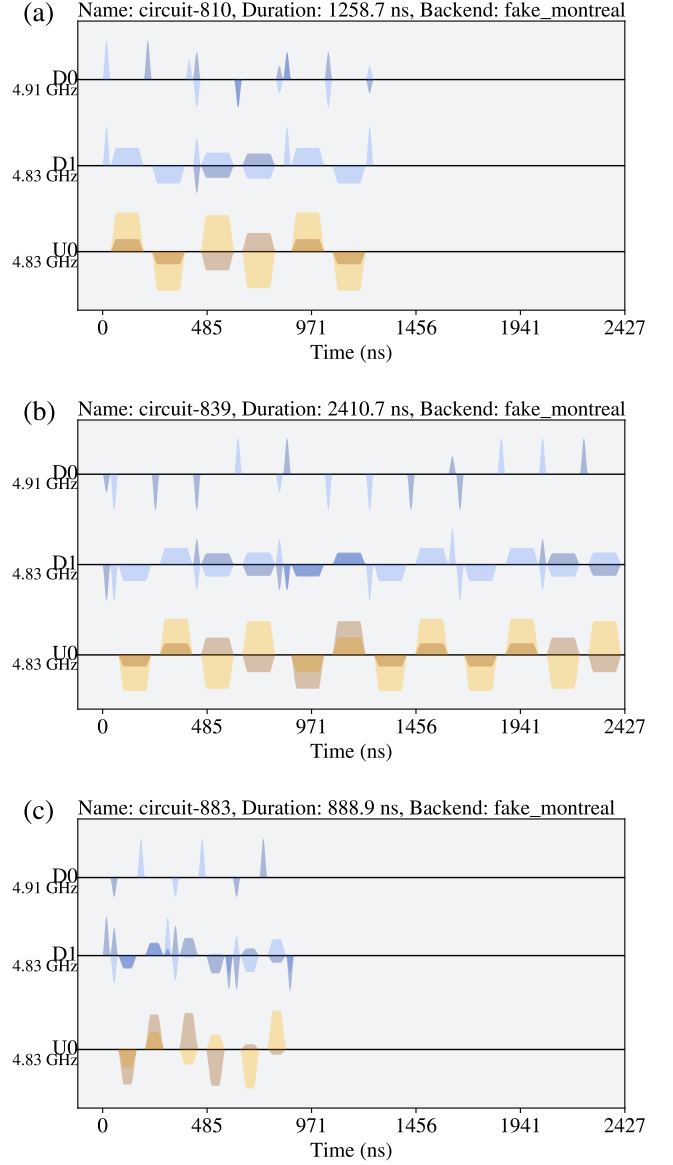 (a)
Name: circuit-810, Duration: 1258.7 ns, Backend: fake_montreal
D0
4.91 GHz
D1
4.83 GHz
U0
4.83 GHz
0 485 971 1456 1941 2427
Time (ns)
(b)
Name: circuit-839, Duration: 2410.7 ns, Backend: fake_montreal
D0
4.91 GHz
D1
4.83 GHz
U0
4.83 GHz
0 485 971 1456 1941 2427
Time (ns)
(c)
Name: circuit-883, Duration: 888.9 ns, Backend: fake_montreal
D0
4.91 GHz
D1
4.83 GHz
U0
4.83 GHz
0 485 971 1456 1941 2427
Time (ns)